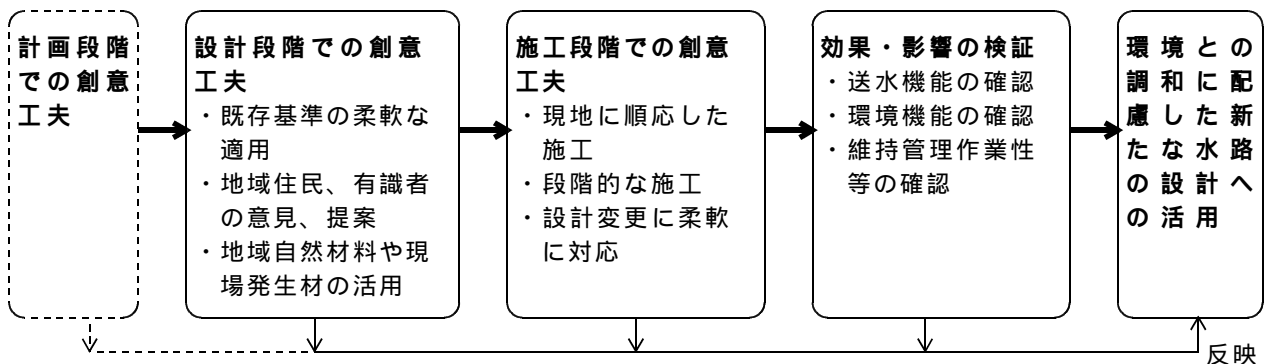 計画段階
での創意
工夫
設計段階での創意
工夫
・既存基準の柔軟な
適用
・地域住民、有識者
の意見、提案
・地域自然材料や現
場発生材の活用
施工段階での創意
工夫
・現地に順応した
施工
・段階的な施工
・設計変更に柔軟
に対応
効果・影響の検証
・送水機能の確認
・環境機能の確認
・維持管理作業性
等の確認
環境との
調和に配
慮した新
たな水路
の設計へ
の活用
反映